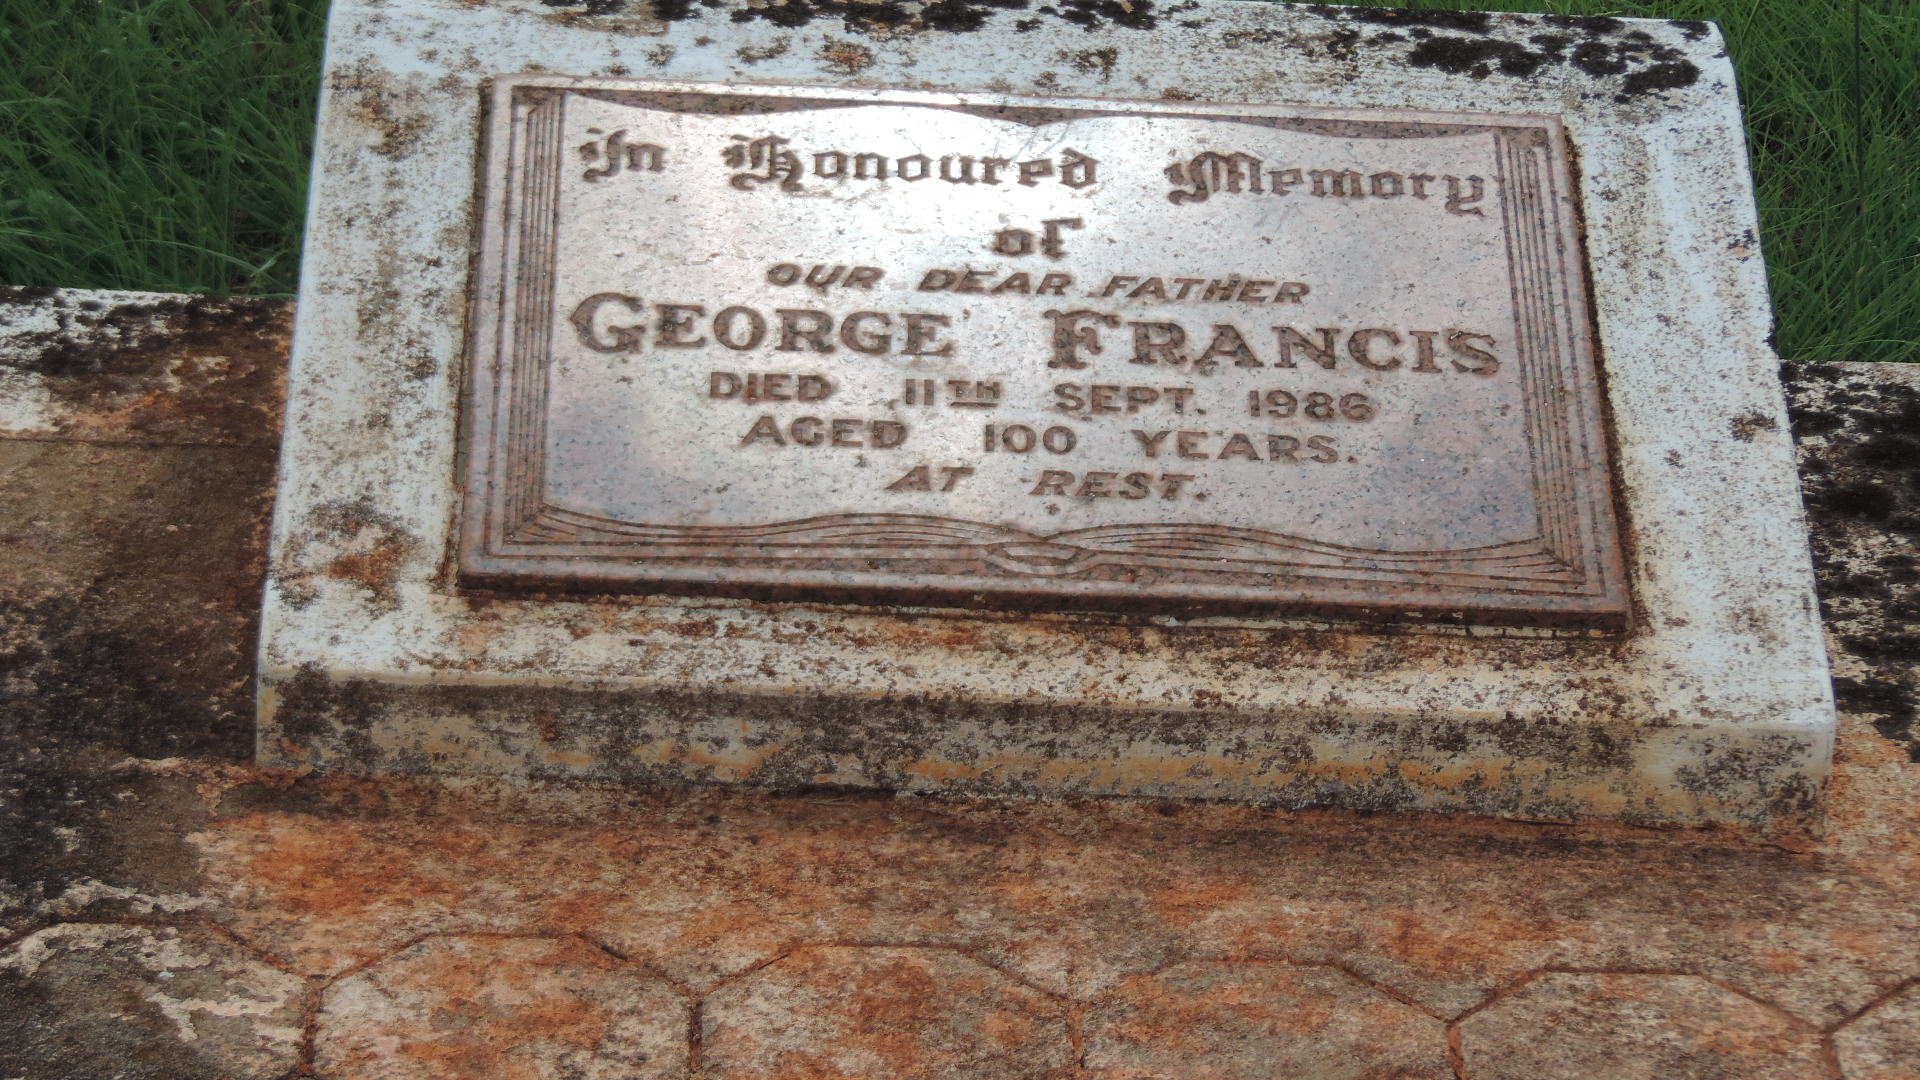 In Honoured Memory
of
OUR DEAR FATHER
GEORGE FRANCIS
DIED 11TH SEPT. 1986
AGED 100 YEARS.
AT REST.